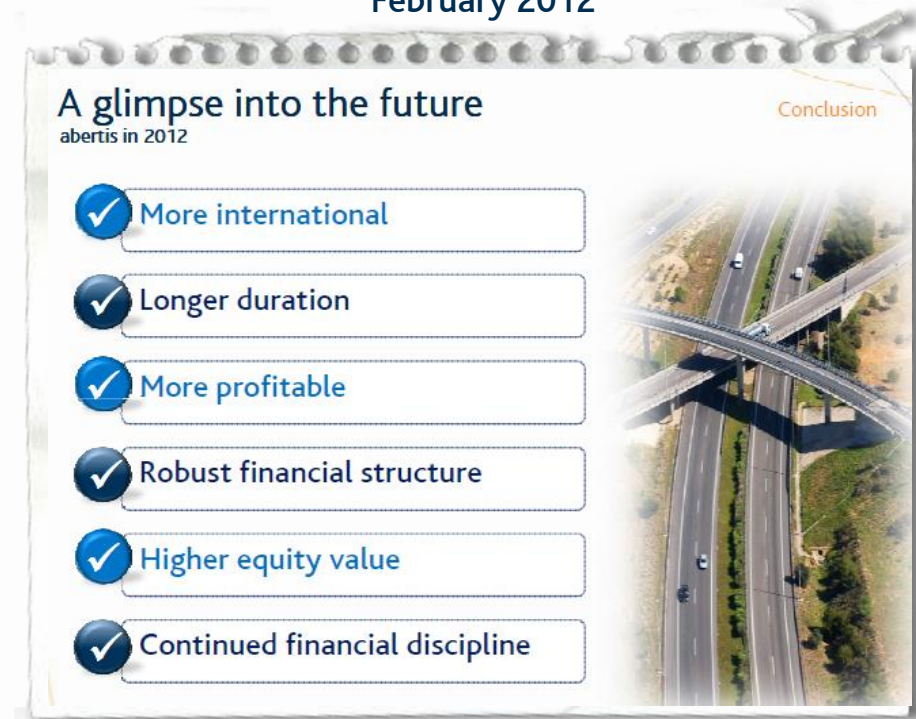 February 2012
A glimpse into the future
Conclusion
abertis in 2012
More international
Longer duration
More profitable
Robust financial structure
Higher equity value
Continued financial discipline